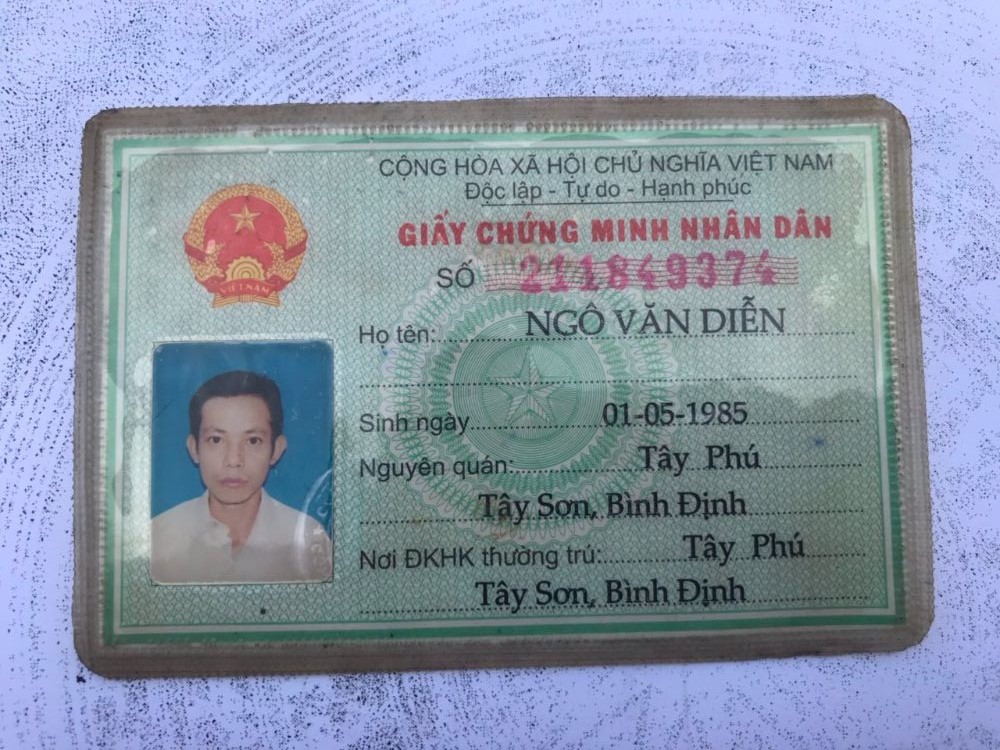 CỘNG HÒA XÃ HỘI CHỦ NGHĨA VIỆT NAM
Độc lập - Tự do - Hạnh phúc
GIẤY CHỨNG MINH NHÂN DÂN
SỐ 211849374
VIỆT NAM
Họ tên: NGÔ VĂN DIỄN
Sinh ngày 01-05-1985
Nguyên quán: Tây Phú
Tây Sơn, Bình Định
Nơi ĐKHK thường trú: Tây Phú
Tây Sơn, Bình Định